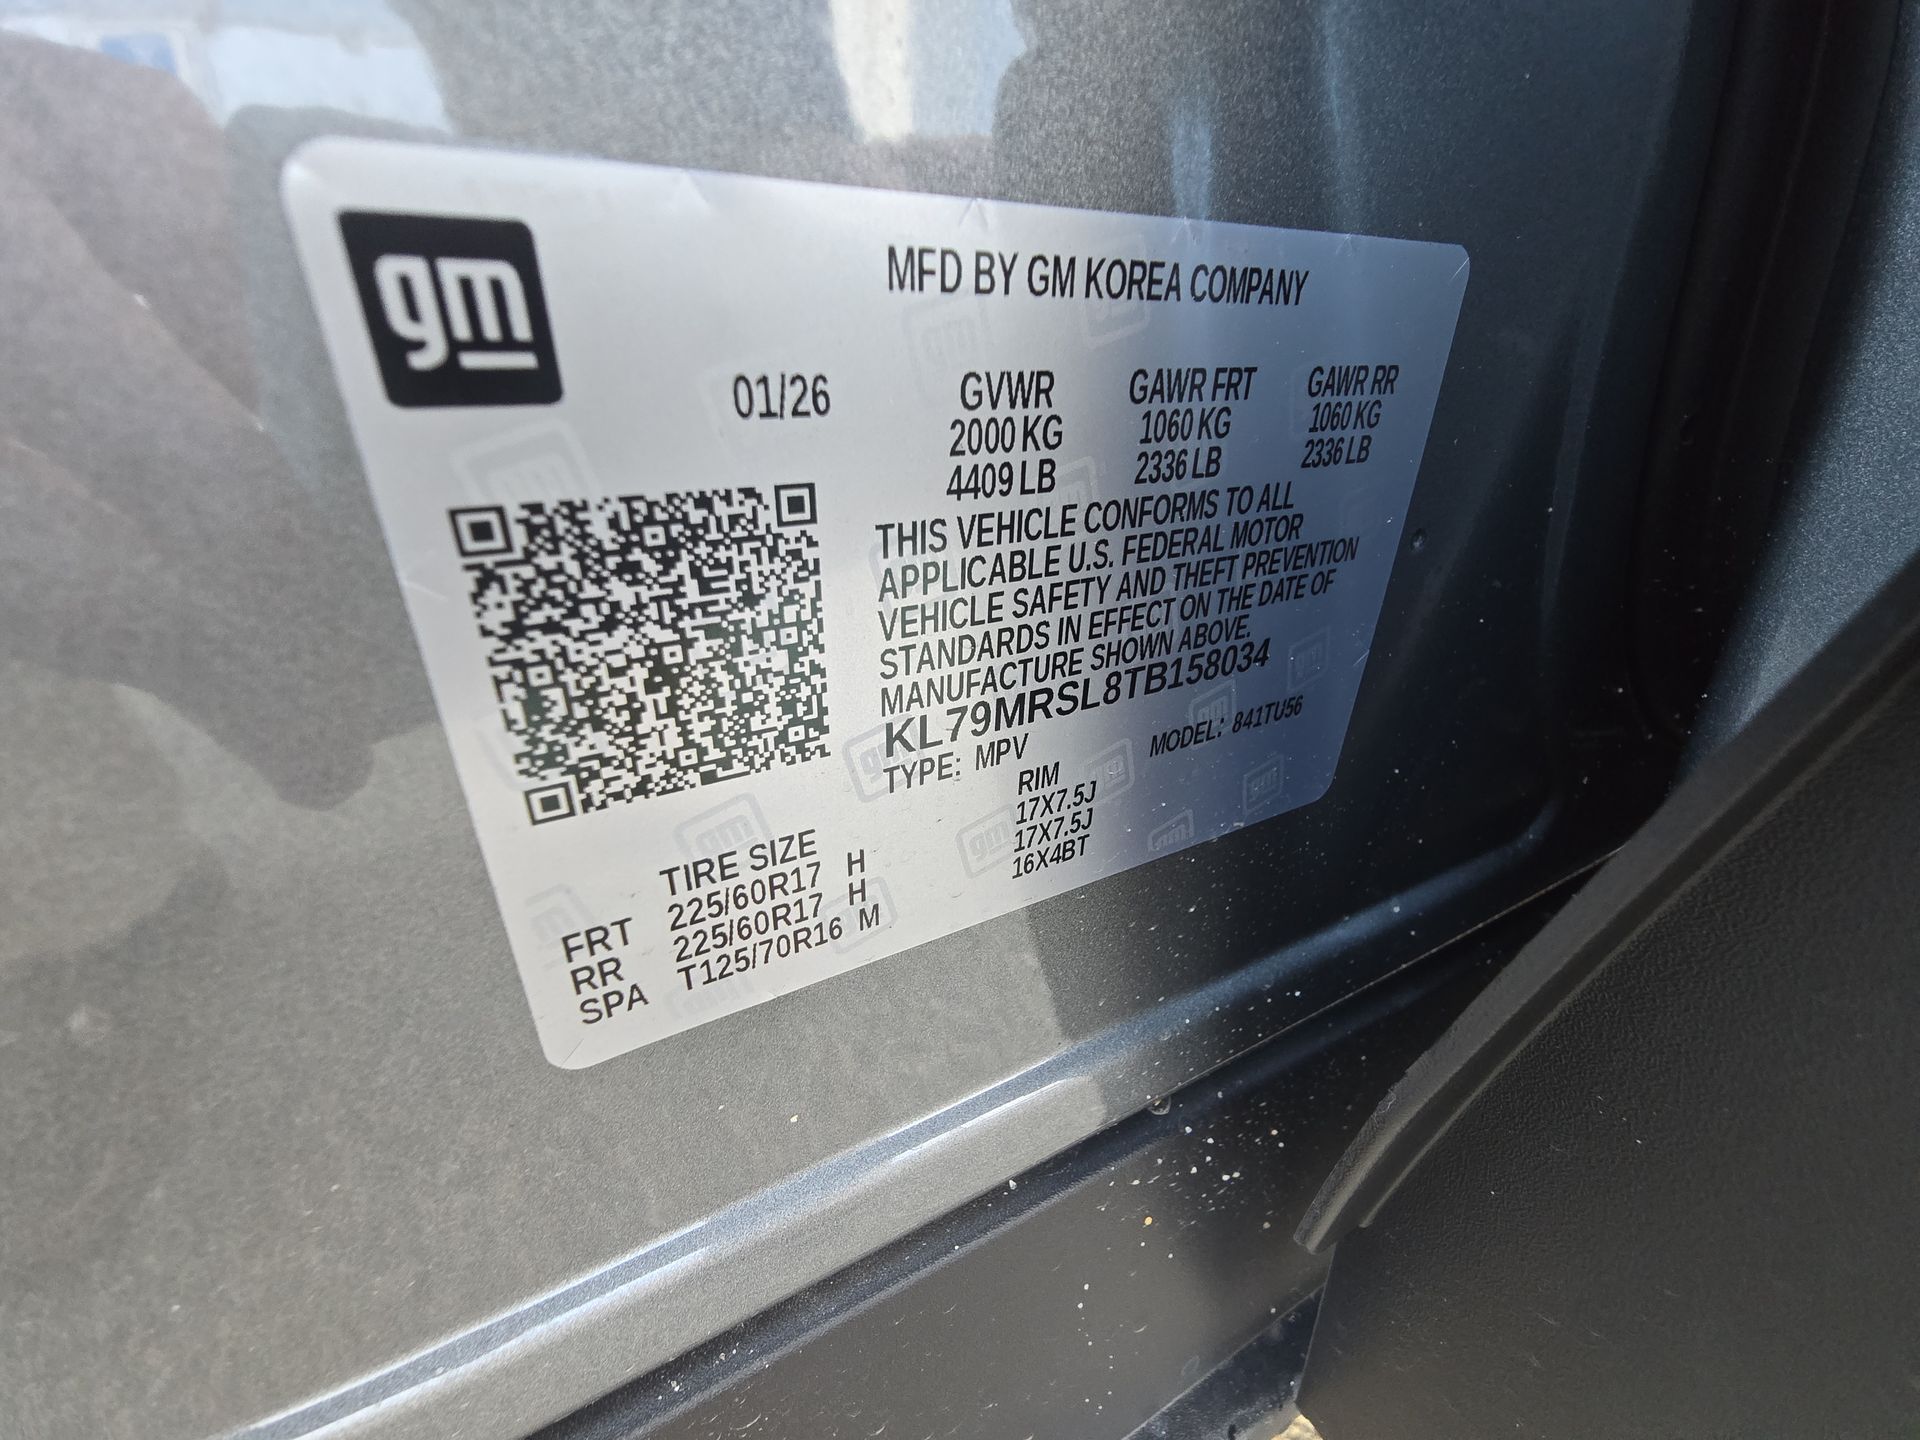 gm
MFD BY GM KOREA COMPANY
01/26 GVWR GAWR FRT GAWR RR
2000 KG 1060 KG 1060 KG
4409 LB 2336 LB 2336 LB
THIS VEHICLE CONFORMS TO ALL
APPLICABLE U.S. FEDERAL MOTOR
VEHICLE SAFETY AND THEFT PREVENTION
STANDARDS IN EFFECT ON THE DATE OF
MANUFACTURE SHOWN ABOVE.
KL79MRSL8TB158034
TYPE: MPV MODEL: 841TU56
TIRE SIZE RIM
FRT 225/60R17 H 17X7.5J
RR 225/60R17 H 17X7.5J
SPA T125/70R16 M 16X4BT